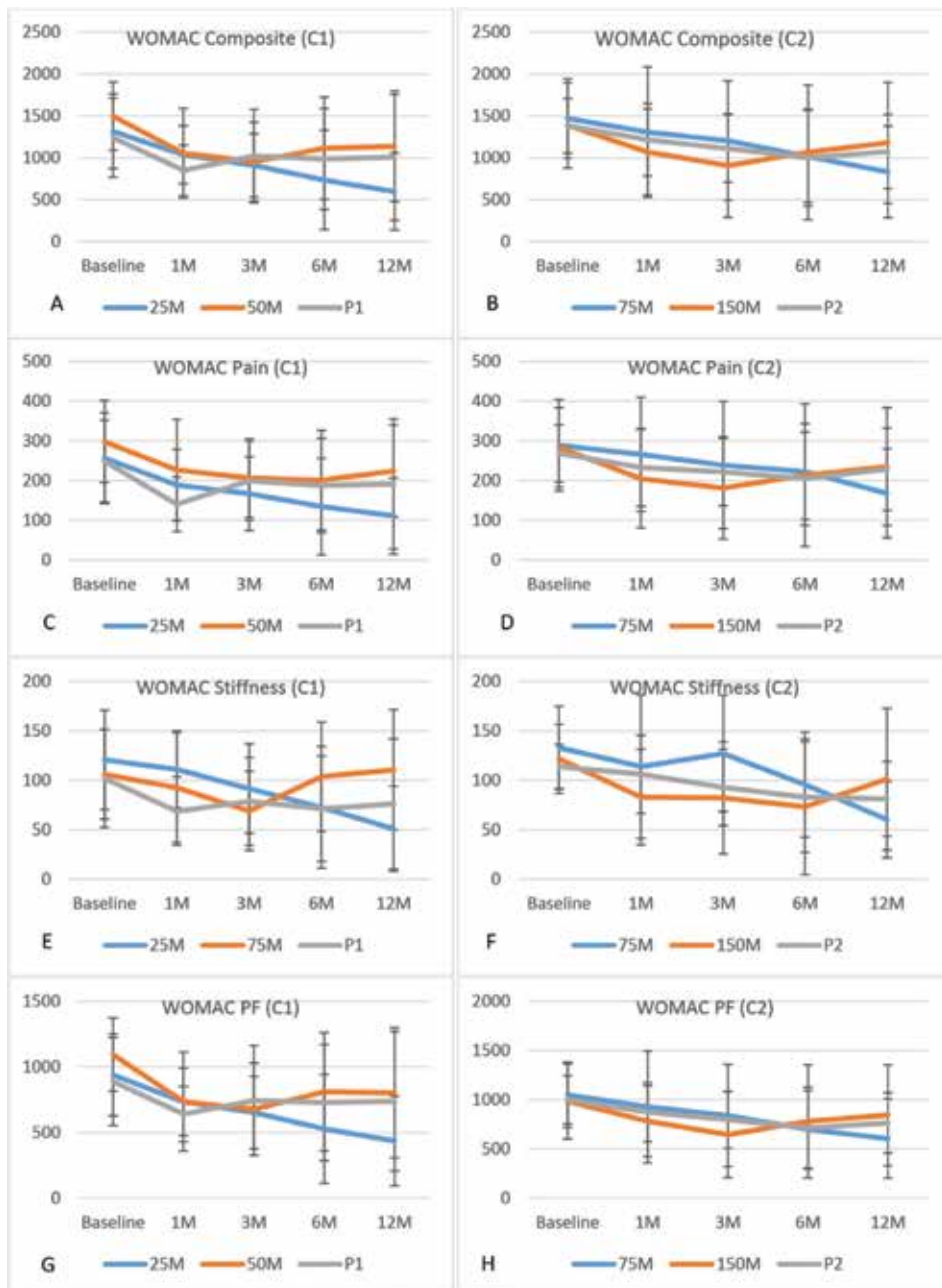 WOMAC Composite (C1)
2500
2000
1500
1000
500
0
Baseline 1M 3M 6M 12M
A 25M 50M P1
WOMAC Composite (C2)
2500
2000
1500
1000
500
0
Baseline 1M 3M 6M 12M
B 75M 150M P2
WOMAC Pain (C1)
500
400
300
200
100
0
Baseline 1M 3M 6M 12M
C 25M 50M P1
WOMAC Pain (C2)
500
400
300
200
100
0
Baseline 1M 3M 6M 12M
D 75M 150M P2
WOMAC Stiffness (C1)
200
150
100
50
0
Baseline 1M 3M 6M 12M
E 25M 75M P1
WOMAC Stiffness (C2)
200
150
100
50
0
Baseline 1M 3M 6M 12M
F 75M 150M P2
WOMAC PF (C1)
1500
1000
500
0
Baseline 1M 3M 6M 12M
G 25M 50M P1
WOMAC PF (C2)
2000
1500
1000
500
0
Baseline 1M 3M 6M 12M
H 75M 150M P2